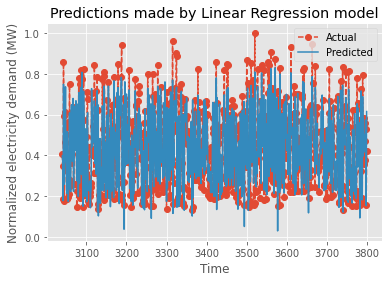 Predictions made by Linear Regression model
Actual
Predicted
Normalized electricity demand (MW)
1.0
0.8
0.6
0.4
0.2
0.0
3100 3200 3300 3400 3500 3600 3700 3800
Time